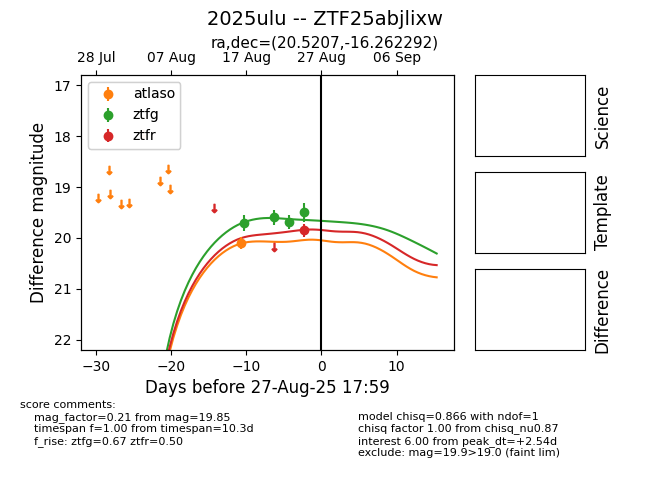 2025ulu -- ZTF25abjlixw
ra,dec=(20.5207,-16.262292)
28 Jul 07 Aug 17 Aug 27 Aug 06 Sep
atlaso
ztfg
ztfr
17
18
19
20
21
22
Difference magnitude
−30 −20 −10 0 10
Days before 27-Aug-25 17:59
Science
Template
Difference
score comments:
mag_factor=0.21 from mag=19.85
timespan f=1.00 from timespan=10.3d
f_rise: ztfg=0.67 ztfr=0.50
model chisq=0.866 with ndof=1
chisq factor 1.00 from chisq_nu0.87
interest 6.00 from peak_dt=+2.54d
exclude: mag=19.9>19.0 (faint lim)